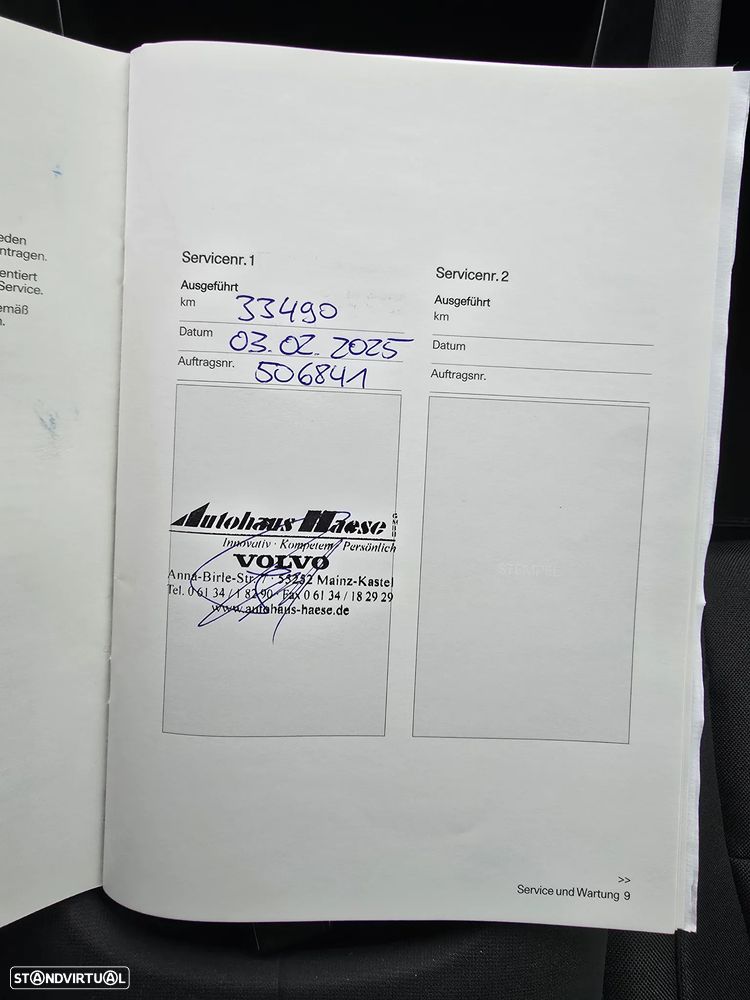 eden
ntragen.
entiert
Service.
emäß
n.
Servicenr. 1
Ausgeführt
km 33490
Datum 03.02.2025
Auftragsnr. 506841
Autohaus Haese GMBH
Innovativ · Kompetent · Persönlich
VOLVO
Anna-Birle-Str. 7 · 55252 Mainz-Kastel
Tel. 0 61 34 / 1 82 90 · Fax 0 61 34 / 18 29 29
www.autohaus-haese.de
Servicenr. 2
Ausgeführt
km
Datum
Auftragsnr.
STEMPEL
>>
Service und Wartung 9
STANDVIRTUAL